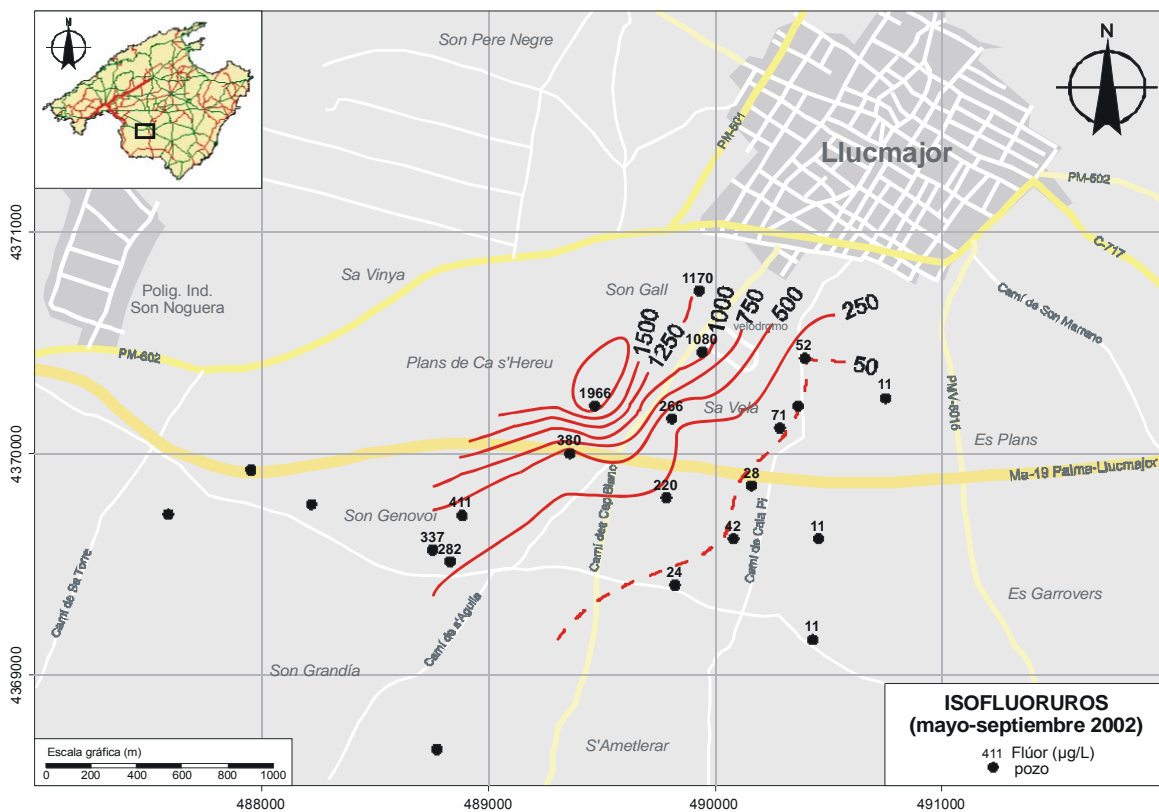 N
Son Pere Negre
N
PM-501
Llucmajor
PM-602
C-717
4371000
Sa Vinya
Polig. Ind.
Son Noguera
Son Gall
1170
Camí de Son Marrano
1500
1250
1000
750
500
250
velodromo
1080
PM-602
Plans de Ca s'Hereu
52
50
1966
11
266
Sa Vela
71
PMV-5015
Es Plans
4370000
380
Ma-19 Palma-Llucmajor
28
220
411
Son Genovoi
Camí des Cap Blanc
Camí de Cala Pi
42
11
337
282
24
Camí de Sa Torre
Camí de s'Aguila
Es Garrovers
11
4369000
Son Grandía
S'Ametlerar
ISOFLUORUROS
(mayo-septiembre 2002)
411 Flúor (µg/L)
pozo
Escala gráfica (m)
0 200 400 600 800 1000
488000 489000 490000 491000